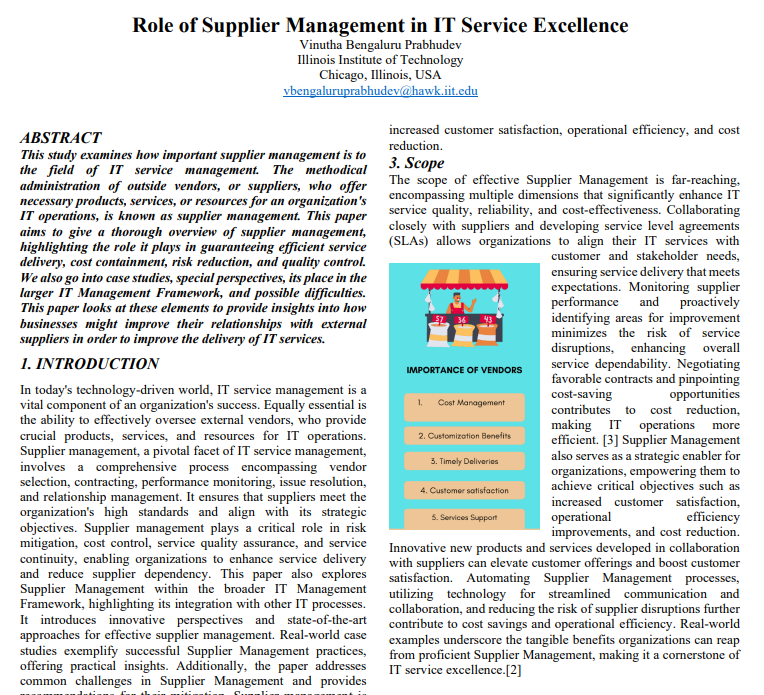 Role of Supplier Management in IT Service Excellence
Vinutha Bengaluru Prabhudev
Illinois Institute of Technology
Chicago, Illinois, USA
vbengaluruprabhudev@hawk.iit.edu
ABSTRACT
This study examines how important supplier management is to
the field of IT service management. The methodical
administration of outside vendors, or suppliers, who offer
necessary products, services, or resources for an organization's
IT operations, is known as supplier management. This paper
aims to give a thorough overview of supplier management,
highlighting the role it plays in guaranteeing efficient service
delivery, cost containment, risk reduction, and quality control.
We also go into case studies, special perspectives, its place in the
larger IT Management Framework, and possible difficulties.
This paper looks at these elements to provide insights into how
businesses might improve their relationships with external
suppliers in order to improve the delivery of IT services.
1. INTRODUCTION
In today's technology-driven world, IT service management is a
vital component of an organization's success. Equally essential is
the ability to effectively oversee external vendors, who provide
crucial products, services, and resources for IT operations.
Supplier management, a pivotal facet of IT service management,
involves a comprehensive process encompassing vendor
selection, contracting, performance monitoring, issue resolution,
and relationship management. It ensures that suppliers meet the
organization's high standards and align with its strategic
objectives. Supplier management plays a critical role in risk
mitigation, cost control, service quality assurance, and service
continuity, enabling organizations to enhance service delivery
and reduce supplier dependency. This paper also explores
Supplier Management within the broader IT Management
Framework, highlighting its integration with other IT processes.
It introduces innovative perspectives and state-of-the-art
approaches for effective supplier management. Real-world case
studies exemplify successful Supplier Management practices,
offering practical insights. Additionally, the paper addresses
common challenges in Supplier Management and provides
recommendations for their mitigation. Supplier management is
increased customer satisfaction, operational efficiency, and cost
reduction.
3. Scope
The scope of effective Supplier Management is far-reaching,
encompassing multiple dimensions that significantly enhance IT
service quality, reliability, and cost-effectiveness. Collaborating
closely with suppliers and developing service level agreements
(SLAs) allows organizations to align their IT services with
customer and stakeholder needs,
ensuring service delivery that meets
expectations. Monitoring supplier
performance and proactively
identifying areas for improvement
minimizes the risk of service
disruptions, enhancing overall
service dependability. Negotiating
favorable contracts and pinpointing
cost-saving opportunities
contributes to cost reduction,
making IT operations more
efficient. [3] Supplier Management
also serves as a strategic enabler for
organizations, empowering them to
achieve critical objectives such as
increased customer satisfaction,
operational efficiency
improvements, and cost reduction.
Innovative new products and services developed in collaboration
with suppliers can elevate customer offerings and boost customer
satisfaction. Automating Supplier Management processes,
utilizing technology for streamlined communication and
collaboration, and reducing the risk of supplier disruptions further
contribute to cost savings and operational efficiency. Real-world
examples underscore the tangible benefits organizations can reap
from proficient Supplier Management, making it a cornerstone of
IT service excellence.[2]
57 36 43
IMPORTANCE OF VENDORS
1. Cost Management
2. Customization Benefits
3. Timely Deliveries
4. Customer satisfaction
5. Services Support